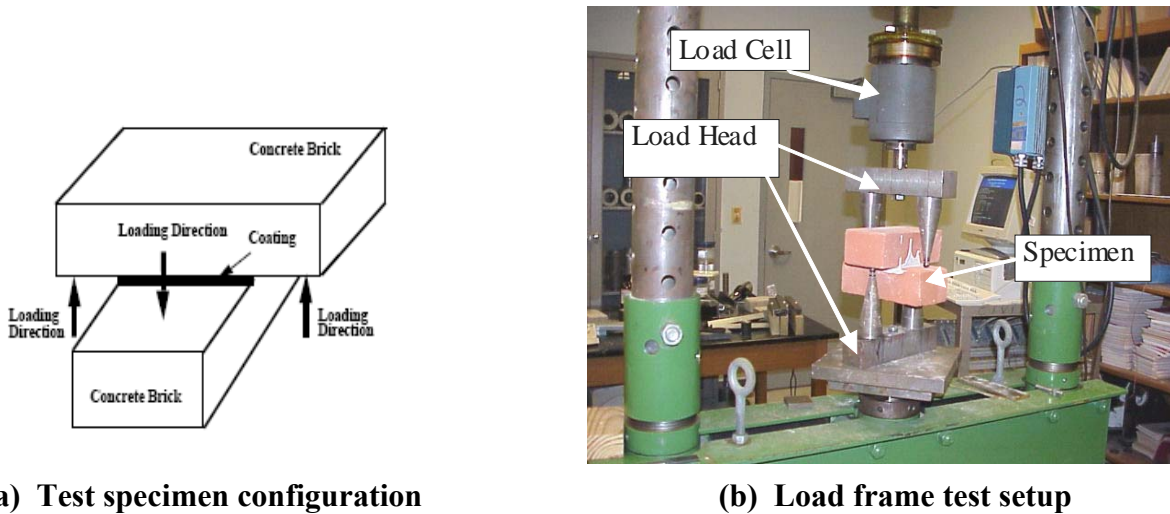 Concrete Brick
Loading Direction
Coating
Loading
Direction
Loading
Direction
Concrete Brick
Load Cell
Load Head
Specimen
a) Test specimen configuration
(b) Load frame test setup